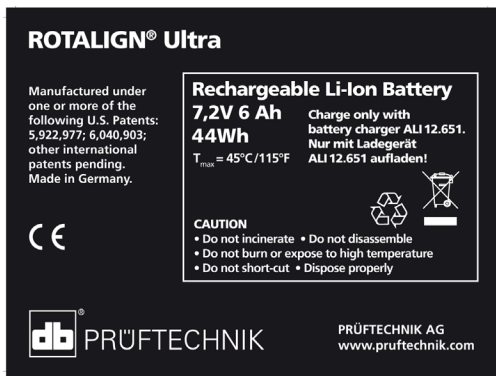 ROTALIGN® Ultra
Manufactured under
one or more of the
following U.S. Patents:
5,922,977; 6,040,903;
other international
patents pending.
Made in Germany.
Rechargeable Li-Ion Battery
7,2V 6 Ah
44Wh
Tmax = 45°C/115°F
Charge only with
battery charger ALI 12.651.
Nur mit Ladegerät
ALI 12.651 aufladen!
CAUTION
• Do not incinerate • Do not disassemble
• Do not burn or expose to high temperature
• Do not short-cut • Dispose properly
CE
db® PRÜFTECHNIK
PRÜFTECHNIK AG
www.pruftechnik.com